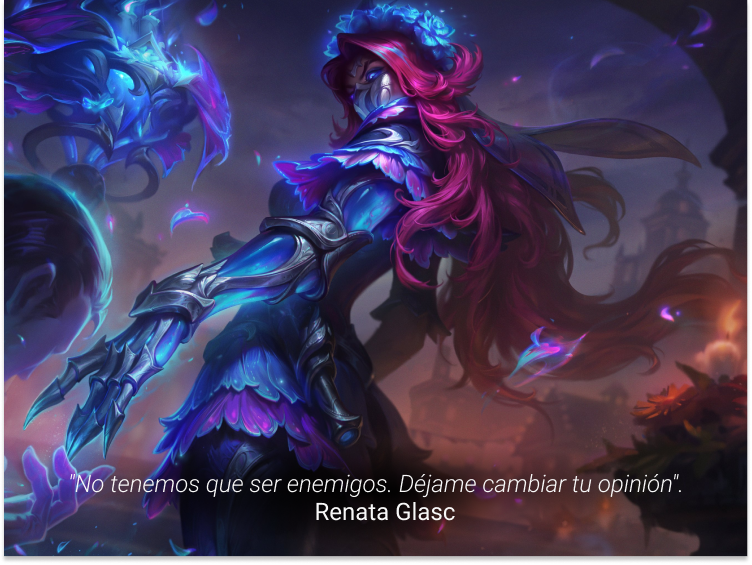 "No tenemos que ser enemigos. Déjame cambiar tu opinión".
Renata Glasc